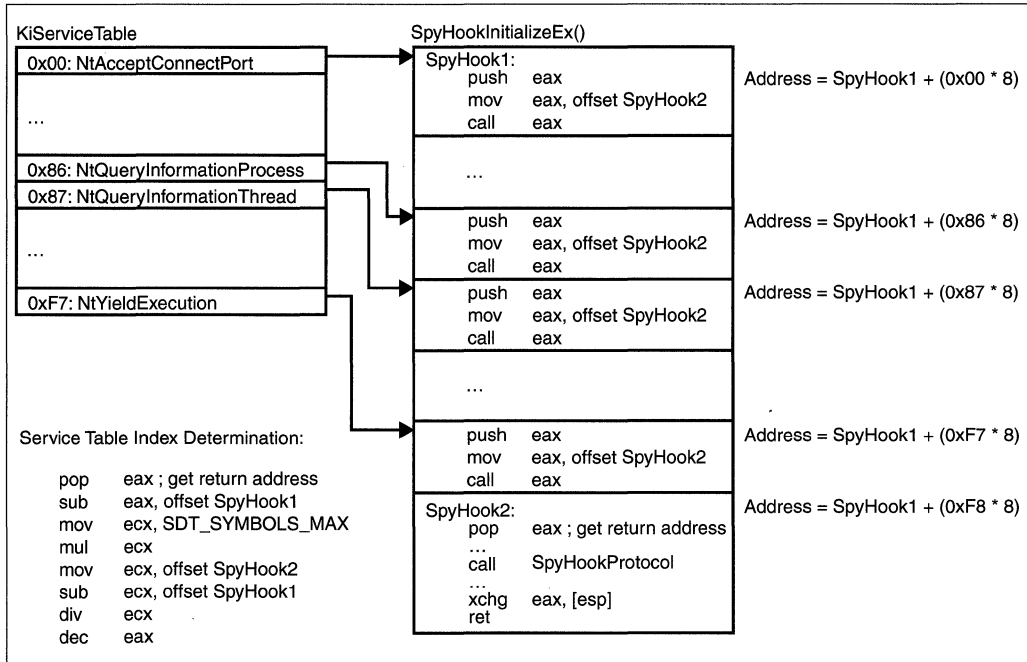 KiServiceTable
0x00: NtAcceptConnectPort
...
0x86: NtQueryInformationProcess
0x87: NtQueryInformationThread
...
0xF7: NtYieldExecution
SpyHookInitializeEx()
SpyHook1:
push eax
mov eax, offset SpyHook2
call eax
...
push eax
mov eax, offset SpyHook2
call eax
push eax
mov eax, offset SpyHook2
call eax
...
push eax
mov eax, offset SpyHook2
call eax
SpyHook2:
pop eax ; get return address
...
call SpyHookProtocol
...
xchg eax, [esp]
ret
Address = SpyHook1 + (0x00 * 8)
Address = SpyHook1 + (0x86 * 8)
Address = SpyHook1 + (0x87 * 8)
Address = SpyHook1 + (0xF7 * 8)
Address = SpyHook1 + (0xF8 * 8)
Service Table Index Determination:
pop eax ; get return address
sub eax, offset SpyHook1
mov ecx, SDT_SYMBOLS_MAX
mul ecx
mov ecx, offset SpyHook2
sub ecx, offset SpyHook1
div ecx
dec eax